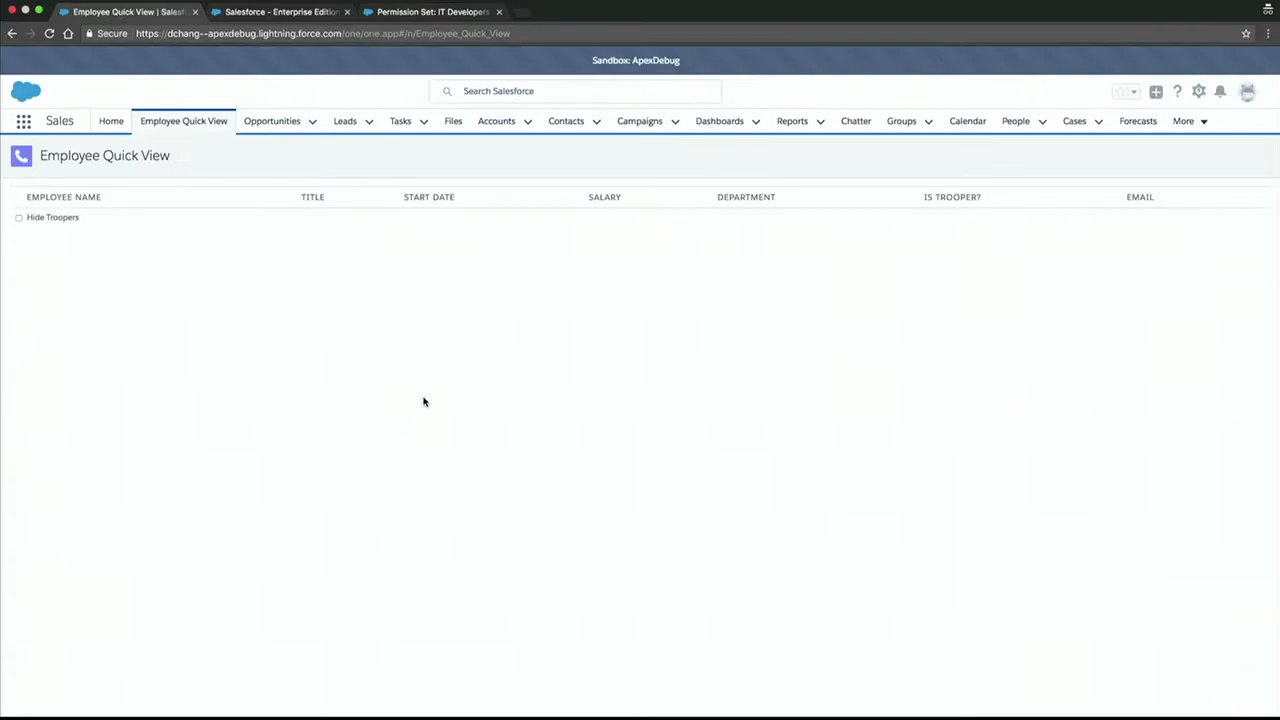 Employee Quick View | Salesf
Salesforce - Enterprise Edition
Permission Set: IT Developers
Secure
https://dchang--apexdebug.lightning.force.com/one/one.app#/n/Employee_Quick_View
Sandbox: ApexDebug
Search Salesforce
Sales Home Employee Quick View Opportunities Leads Tasks Files Accounts Contacts Campaigns Dashboards Reports Chatter Groups Calendar People Cases Forecasts More
Employee Quick View
EMPLOYEE NAME TITLE START DATE SALARY DEPARTMENT IS TROOPER? EMAIL
Hide Troopers